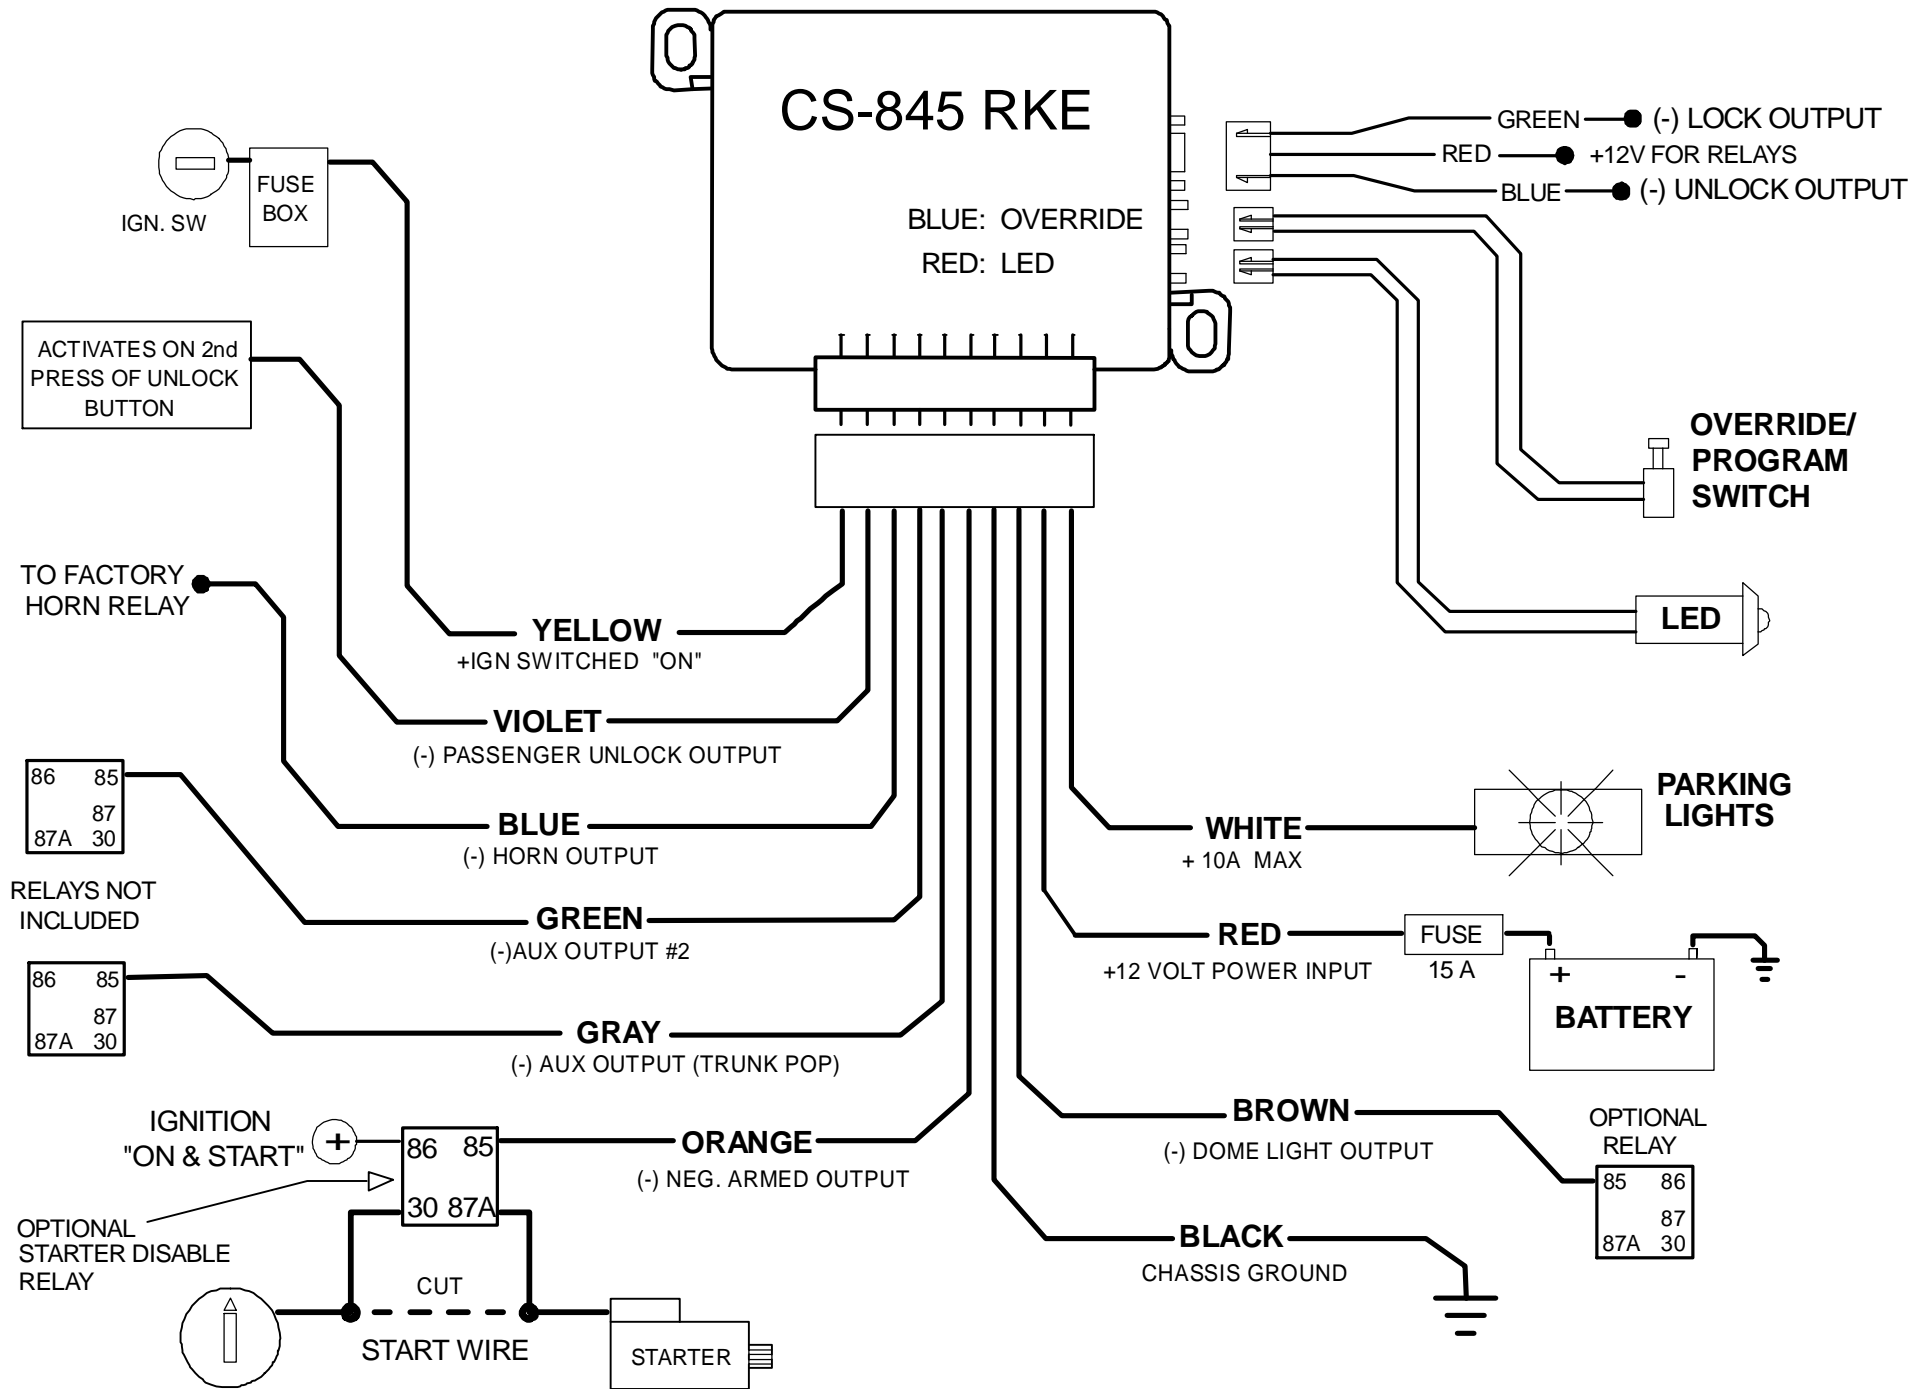 CS-845 RKE
BLUE: OVERRIDE
RED: LED
GREEN
(-) LOCK OUTPUT
RED
+12V FOR RELAYS
BLUE
(-) UNLOCK OUTPUT
IGN. SW
FUSE
BOX
ACTIVATES ON 2nd
PRESS OF UNLOCK
BUTTON
OVERRIDE/
PROGRAM
SWITCH
LED
TO FACTORY
HORN RELAY
YELLOW
+IGN SWITCHED "ON"
VIOLET
(-) PASSENGER UNLOCK OUTPUT
86 85
87
87A 30
BLUE
(-) HORN OUTPUT
RELAYS NOT
INCLUDED
GREEN
(-)AUX OUTPUT #2
86 85
87
87A 30
GRAY
(-) AUX OUTPUT (TRUNK POP)
IGNITION
"ON & START"
+
86 85
30 87A
ORANGE
(-) NEG. ARMED OUTPUT
OPTIONAL
STARTER DISABLE
RELAY
CUT
START WIRE
STARTER
WHITE
+ 10A MAX
PARKING
LIGHTS
RED
+12 VOLT POWER INPUT
FUSE
15 A
+ -
BATTERY
BROWN
(-) DOME LIGHT OUTPUT
OPTIONAL
RELAY
85 86
87
87A 30
BLACK
CHASSIS GROUND